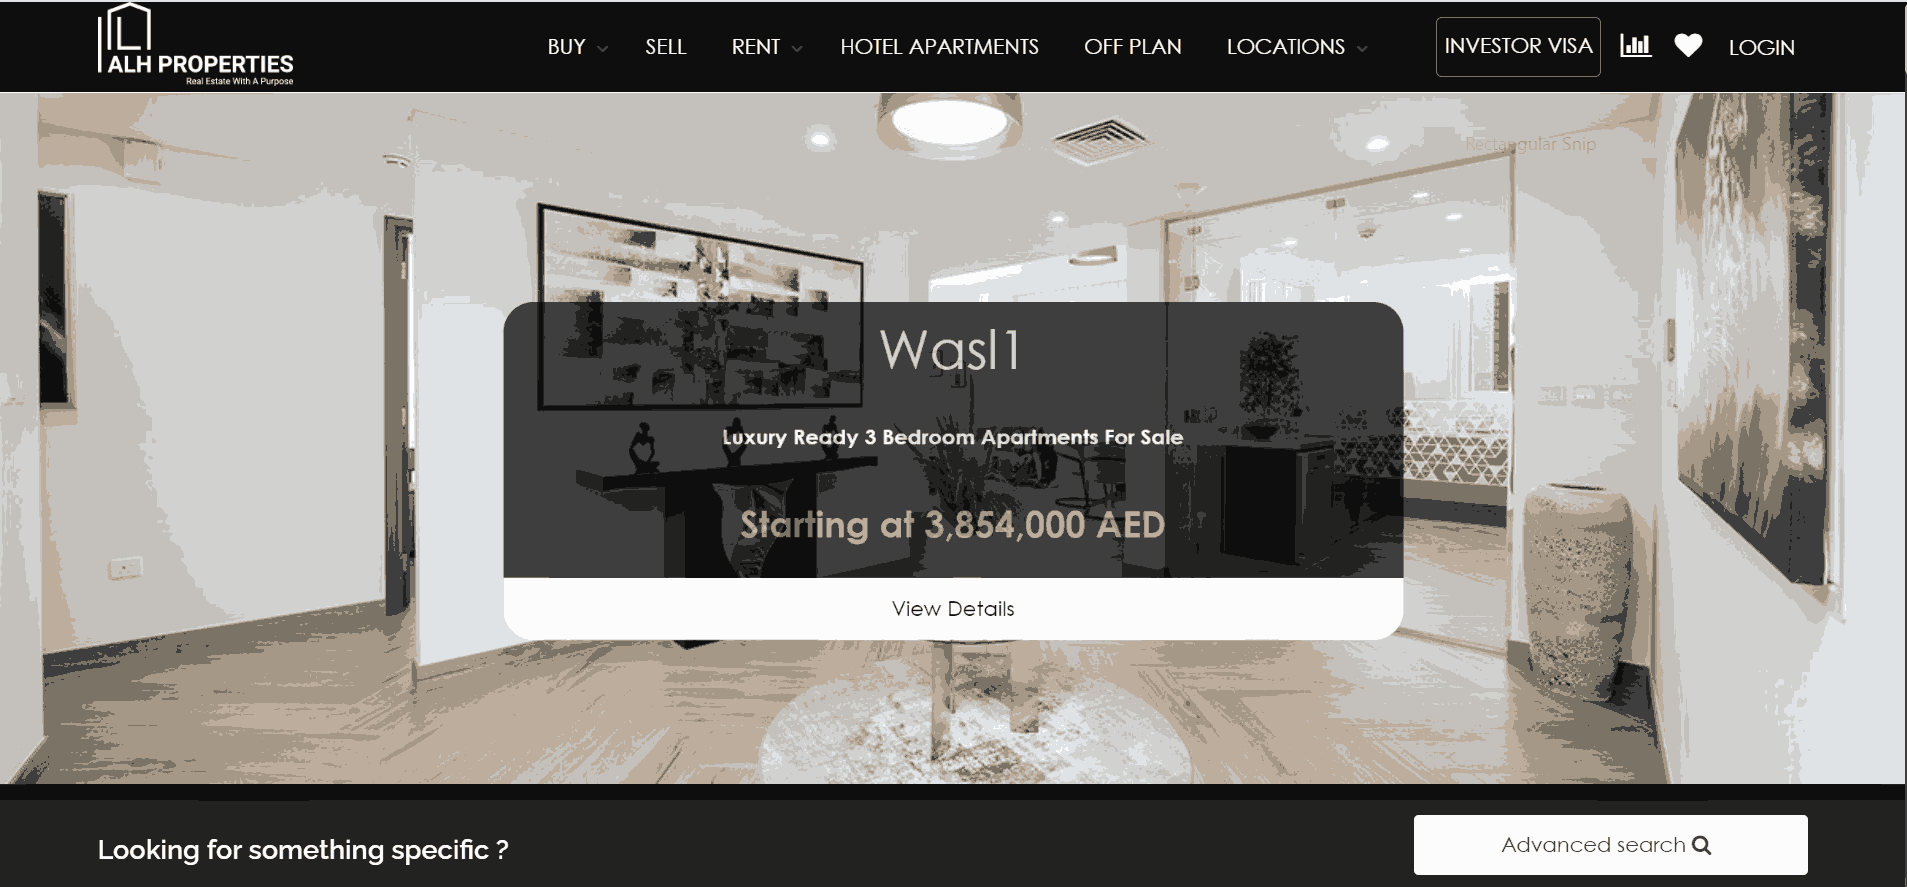 ALH PROPERTIES
Real Estate With A Purpose
BUY SELL RENT HOTEL APARTMENTS OFF PLAN LOCATIONS INVESTOR VISA LOGIN
Rectangular Snip
Wasl1
Luxury Ready 3 Bedroom Apartments For Sale
Starting at 3,854,000 AED
View Details
Looking for something specific ?
Advanced search